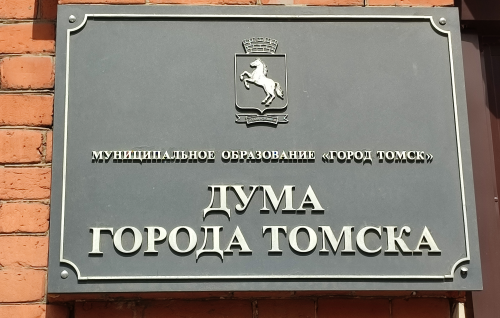 МУНИЦИПАЛЬНОЕ ОБРАЗОВАНИЕ «ГОРОД ТОМСК»
ДУМА
ГОРОДА ТОМСКА